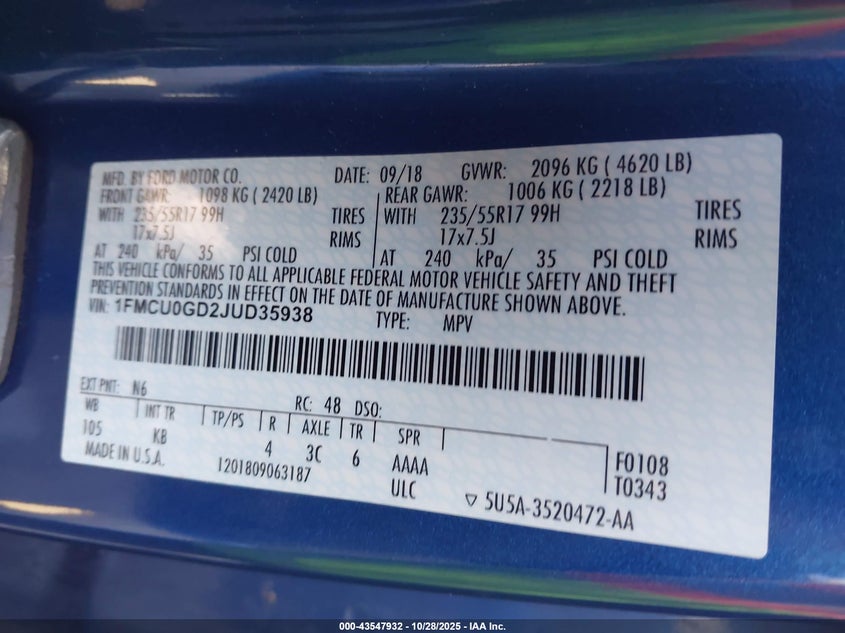 MFD. BY FORD MOTOR CO. DATE: 09/18 GVWR: 2096 KG ( 4620 LB)
FRONT GAWR: 1098 KG ( 2420 LB) REAR GAWR: 1006 KG ( 2218 LB)
WITH 235/55R17 99H TIRES WITH 235/55R17 99H TIRES
17x7.5J RIMS 17x7.5J RIMS
AT 240 kPa/ 35 PSI COLD AT 240 kPa/ 35 PSI COLD
THIS VEHICLE CONFORMS TO ALL APPLICABLE FEDERAL MOTOR VEHICLE SAFETY AND THEFT
PREVENTION STANDARDS IN EFFECT ON THE DATE OF MANUFACTURE SHOWN ABOVE.
VIN: 1FMCU0GD2JUD35938 TYPE: MPV
EXT PNT: N6 RC: 48 DSO:
WB INT TR TP/PS R AXLE TR SPR
105 KB 4 3C 6 AAAA F0108
MADE IN U.S.A. 1201809063187 ULC T0343
▽ 5U5A-3520472-AA
000-43547932 | 10/28/2025 - IAA Inc.